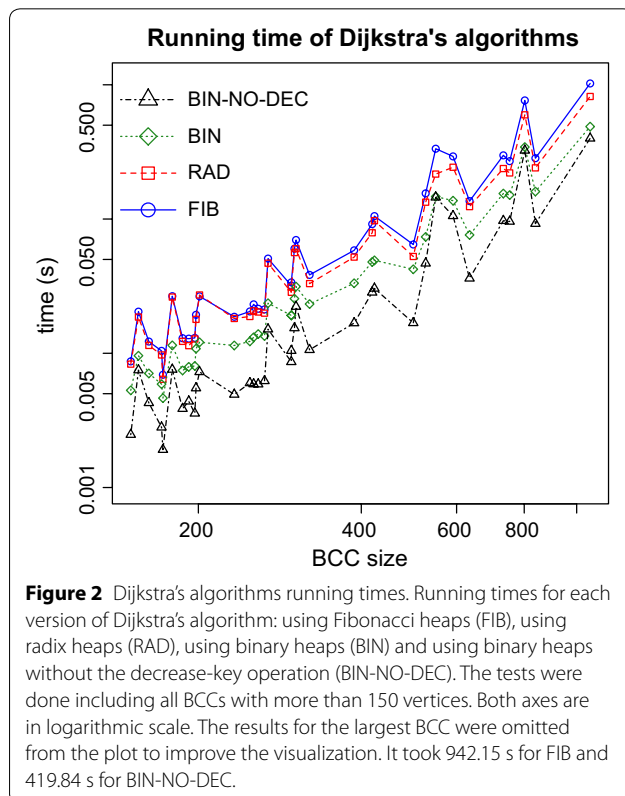 Running time of Dijkstra's algorithms
BIN-NO-DEC
BIN
RAD
FIB
time (s)
0.500
0.050
0.005
0.001
200
400
600
800
BCC size
Figure 2 Dijkstra’s algorithms running times. Running times for each
version of Dijkstra’s algorithm: using Fibonacci heaps (FIB), using
radix heaps (RAD), using binary heaps (BIN) and using binary heaps
without the decrease-key operation (BIN-NO-DEC). The tests were
done including all BCCs with more than 150 vertices. Both axes are
in logarithmic scale. The results for the largest BCC were omitted
from the plot to improve the visualization. It took 942.15 s for FIB and
419.84 s for BIN-NO-DEC.